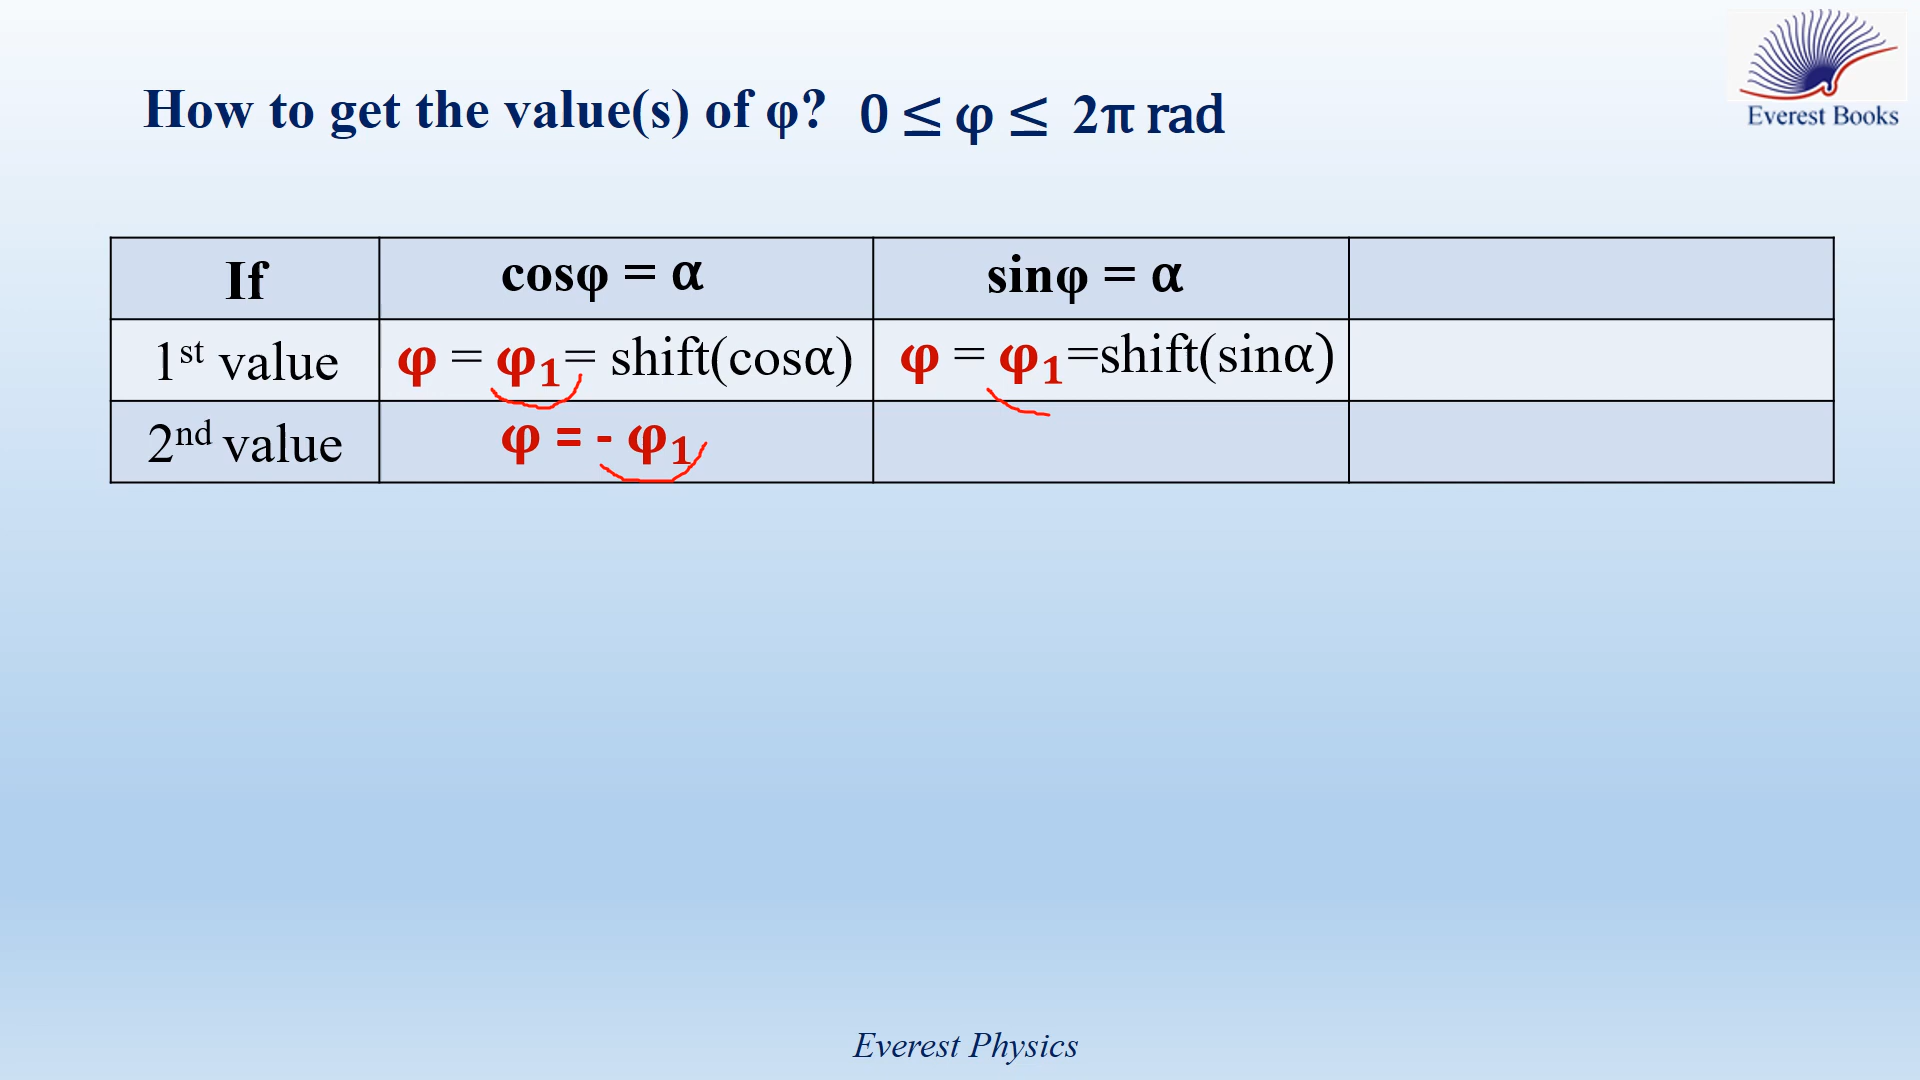 Everest Books
How to get the value(s) of φ? 0 ≤ φ ≤ 2π rad
If cosφ = α sinφ = α
1st value φ = φ₁= shift(cosα) φ = φ₁=shift(sinα)
2nd value φ = - φ₁
Everest Physics